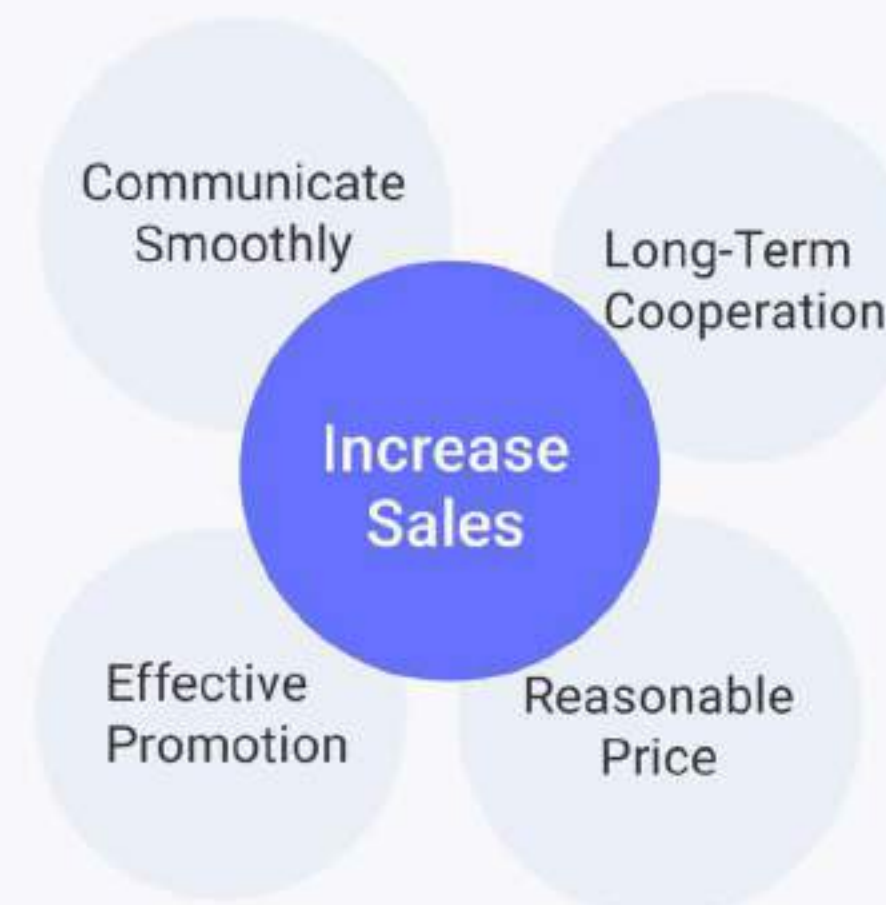 Communicate
Smoothly
Long-Term
Cooperation
Increase
Sales
Effective
Promotion
Reasonable
Price